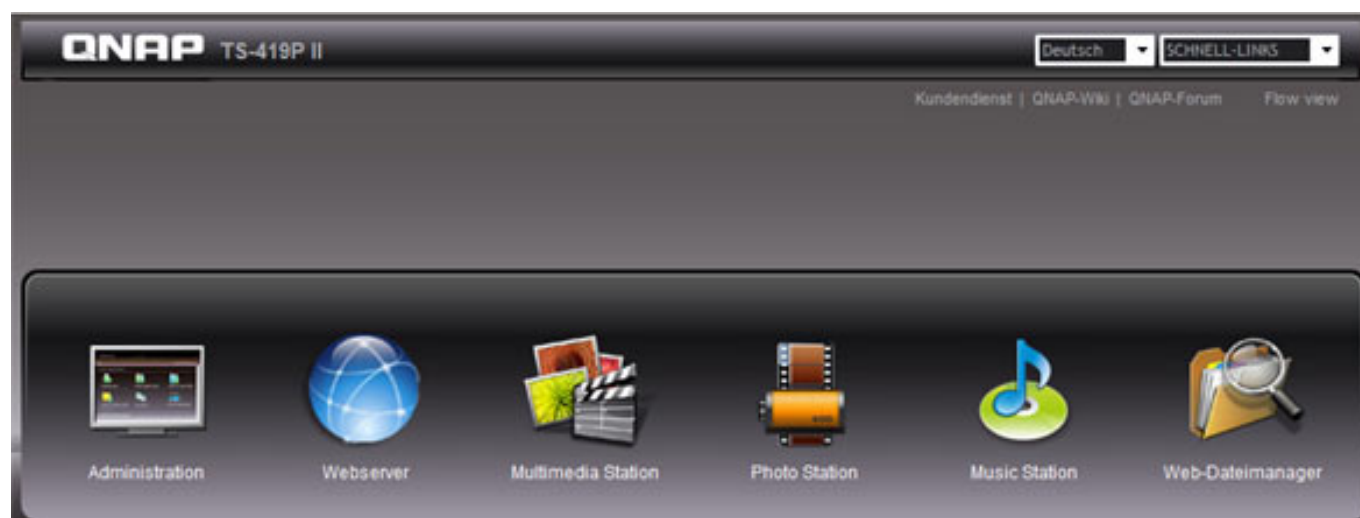 QNAP TS-419P II Deutsch SCHNELL-LINKS
Kundendienst | QNAP-Wiki | QNAP-Forum Flow view
Administration Webserver Multimedia Station Photo Station Music Station Web-Dateimanager